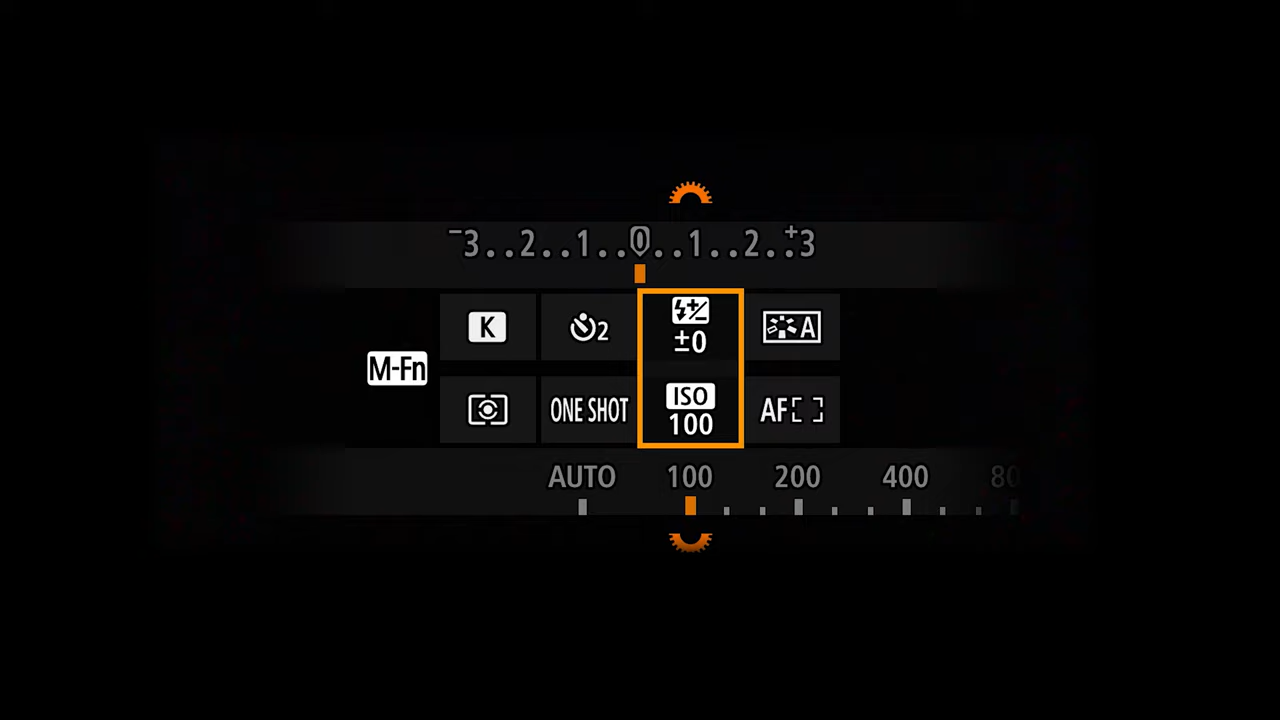 -3..2..1..0..1..2..+3
K
2
±0
A
M-Fn
ONE SHOT
ISO
100
AF
AUTO 100 200 400